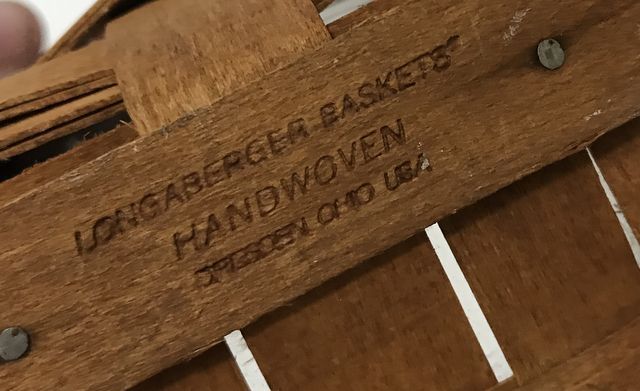 LONGABERGER BASKETS®
HANDWOVEN
DRESDEN OHIO USA